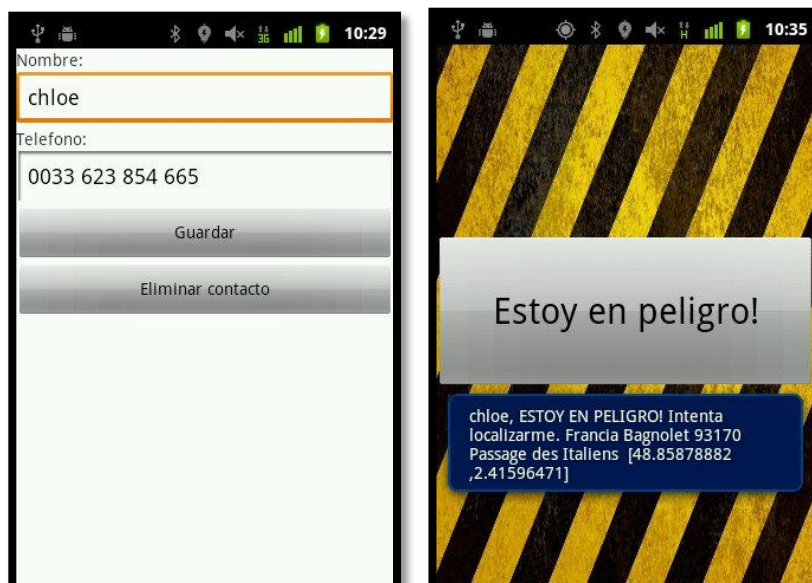 3G
10:29
Nombre:
chloe
Telefono:
0033 623 854 665
Guardar
Eliminar contacto
H
10:35
Estoy en peligro!
chloe, ESTOY EN PELIGRO! Intenta
localizarme. Francia Bagnolet 93170
Passage des Italiens [48.85878882
,2.41596471]